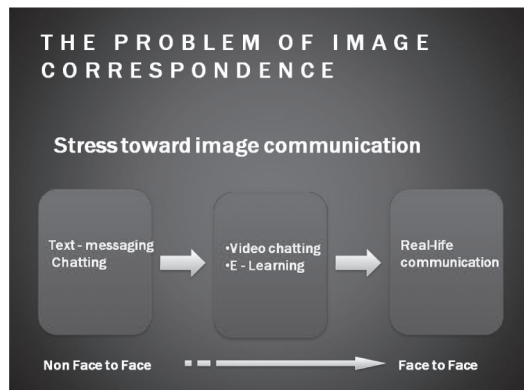 THE PROBLEM OF IMAGE
CORRESPONDENCE
Stress toward image communication
Text - messaging
Chatting
•Video chatting
•E - Learning
Real-life
communication
Non Face to Face
Face to Face